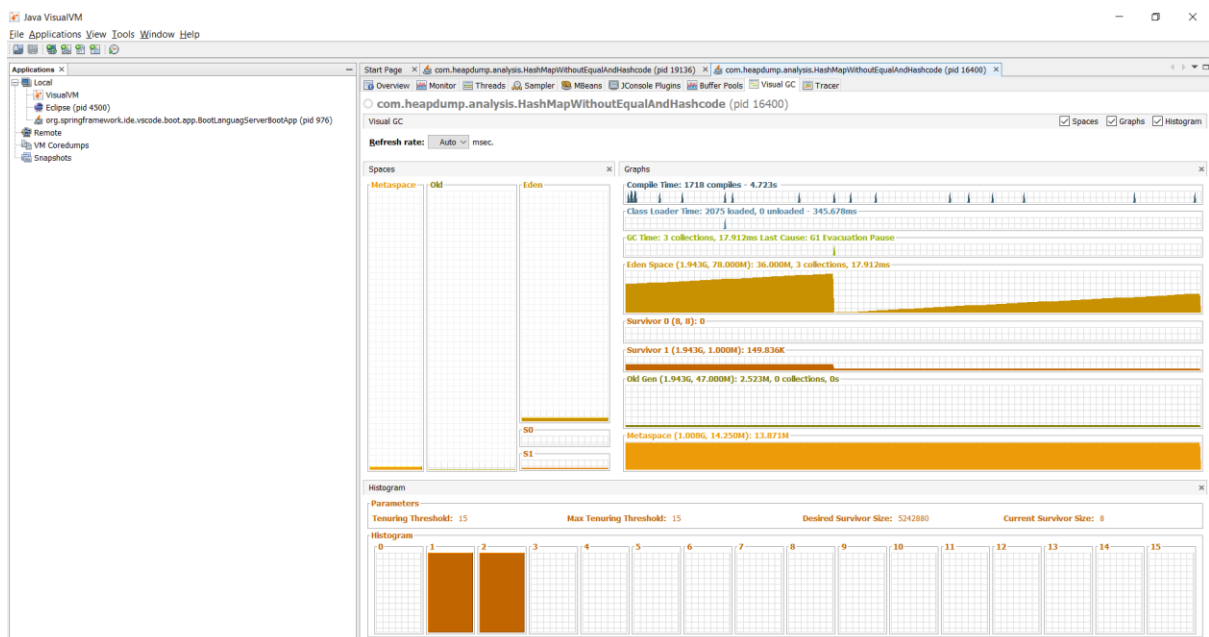 Java VisualVM
File Applications View Tools Window Help
Applications ×
Local
VisualVM
Eclipse (pid 4500)
org.springframework.ide.vscode.boot.app.BootLanguagServerBootApp (pid 976)
Remote
VM Coredumps
Snapshots
Start Page × com.heapdump.analysis.HashMapWithoutEqualAndHashcode (pid 19136) × com.heapdump.analysis.HashMapWithoutEqualAndHashcode (pid 16400) ×
Overview Monitor Threads Sampler MBeans JConsole Plugins Buffer Pools Visual GC Tracer
com.heapdump.analysis.HashMapWithoutEqualAndHashcode (pid 16400)
Visual GC Spaces Graphs Histogram
Refresh rate: Auto msec.
Spaces ×
Metaspace Old Eden
S0
S1
Graphs ×
Compile Time: 1718 compiles - 4.723s
Class Loader Time: 2075 loaded, 0 unloaded - 345.678ms
GC Time: 3 collections, 17.912ms Last Cause: G1 Evacuation Pause
Eden Space (1.943G, 78.000M): 36.000M, 3 collections, 17.912ms
Survivor 0 (8, 8): 0
Survivor 1 (1.943G, 1.000M): 149.836K
Old Gen (1.943G, 47.000M): 2.523M, 0 collections, 0s
Metaspace (1.008G, 14.250M): 13.871M
Histogram ×
Parameters
Tenuring Threshold: 15 Max Tenuring Threshold: 15 Desired Survivor Size: 5242880 Current Survivor Size: 8
Histogram
0 1 2 3 4 5 6 7 8 9 10 11 12 13 14 15